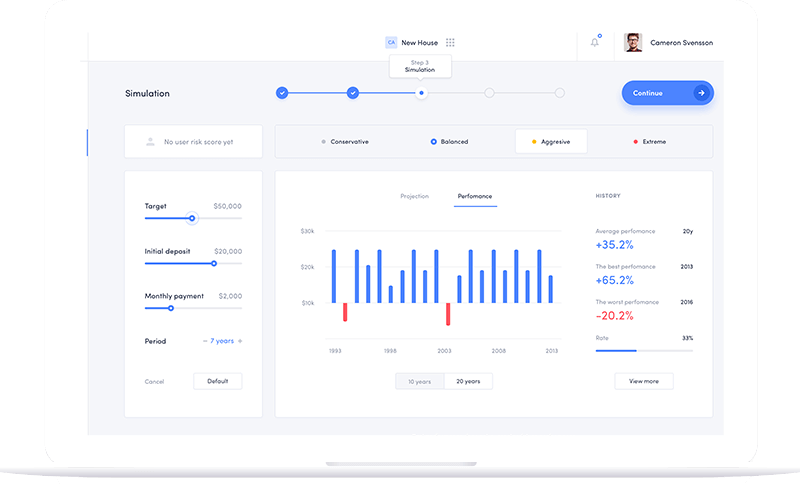 CA New House
Cameron Svensson
Step 3
Simulation
Simulation
Continue
No user risk score yet
Conservative
Balanced
Aggresive
Extreme
Target $50,000
Initial deposit $20,000
Monthly payment $2,000
Period – 7 years +
Cancel
Default
Projection
Perfomance
$30k
$20k
$10k
1993 1998 2003 2008 2013
10 years
20 years
HISTORY
Average perfomance 20y
+35.2%
The best perfomance 2013
+65.2%
The worst perfomance 2016
-20.2%
Rate 33%
View more